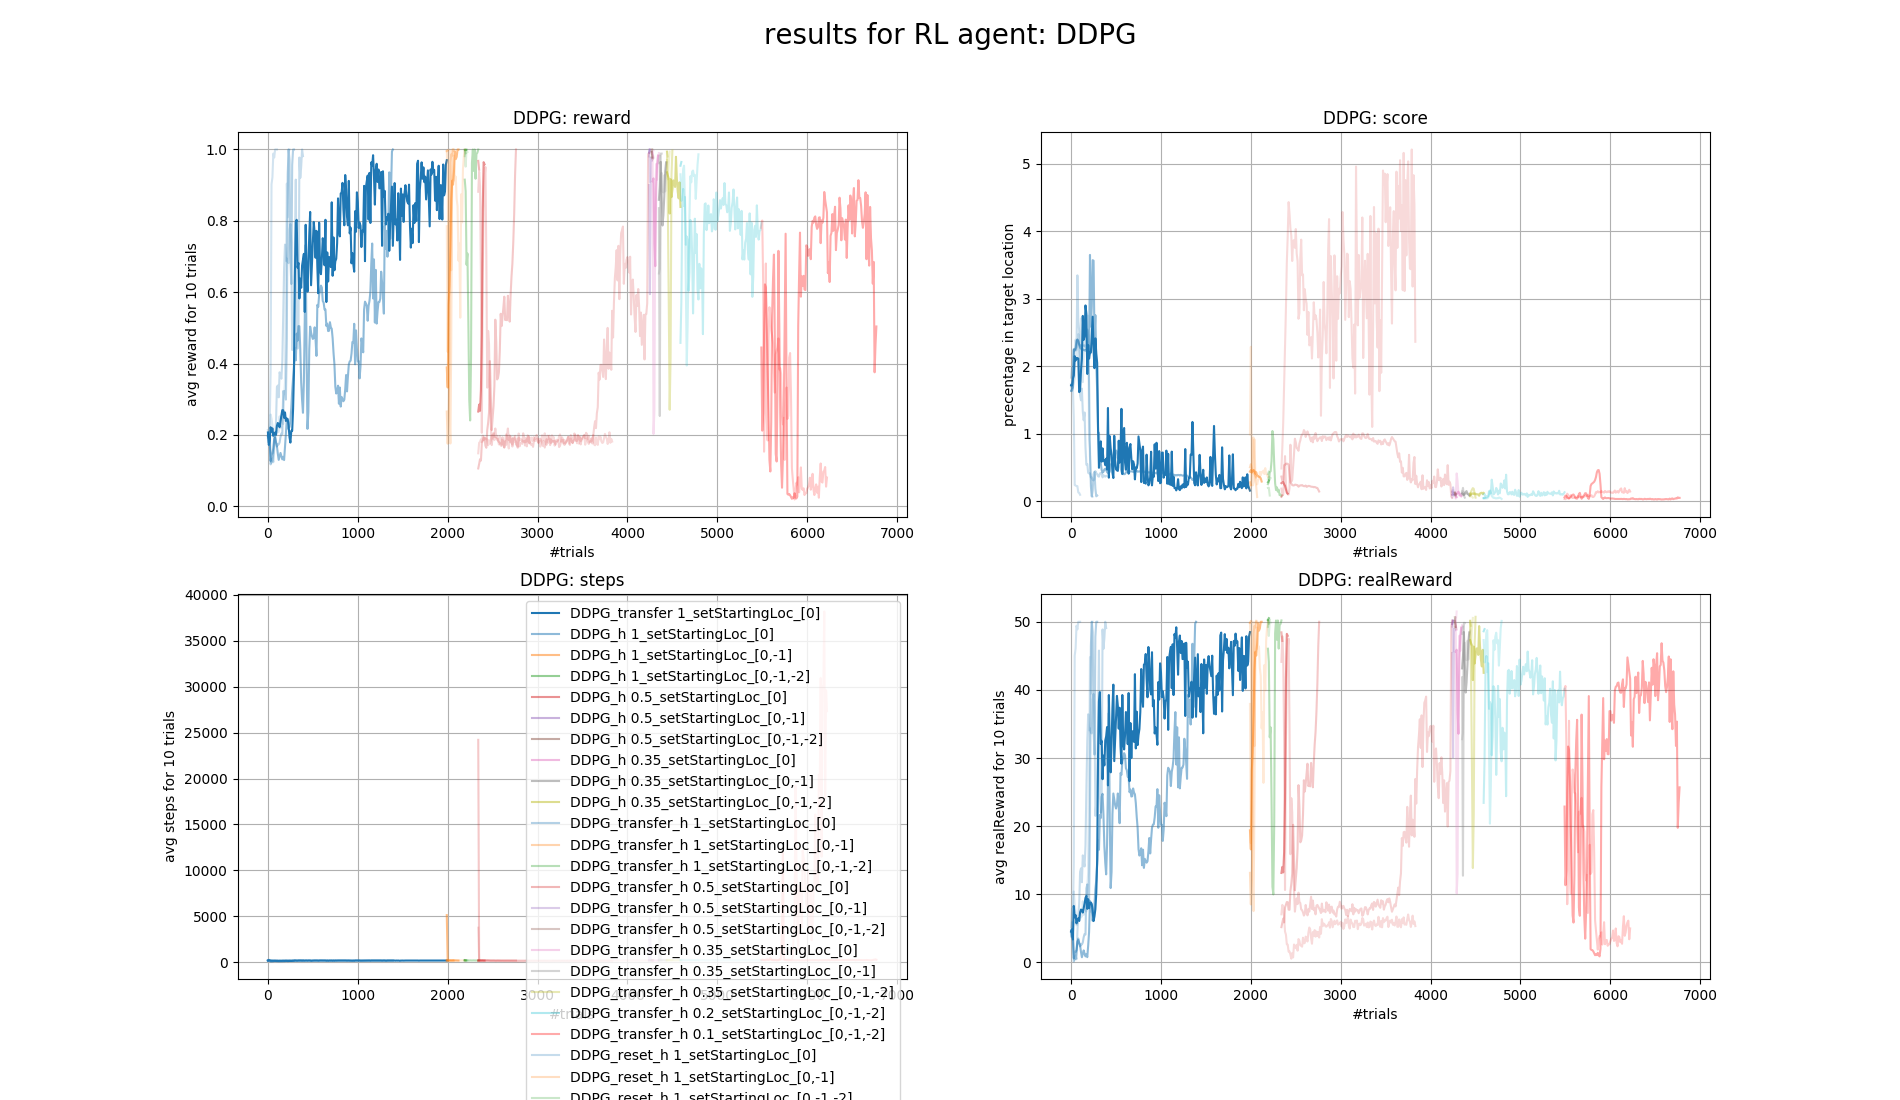 results for RL agent: DDPG
DDPG: reward
avg reward for 10 trials
1.0
0.8
0.6
0.4
0.2
0.0
0 1000 2000 3000 4000 5000 6000 7000
#trials
DDPG: score
precentage in target location
5
4
3
2
1
0
0 1000 2000 3000 4000 5000 6000 7000
#trials
DDPG: steps
avg steps for 10 trials
40000
35000
30000
25000
20000
15000
10000
5000
0
0 1000 2000 3000 4000 5000 6000 7000
#trials
DDPG_transfer 1_setStartingLoc_[0]
DDPG_h 1_setStartingLoc_[0]
DDPG_h 1_setStartingLoc_[0,-1]
DDPG_h 1_setStartingLoc_[0,-1,-2]
DDPG_h 0.5_setStartingLoc_[0]
DDPG_h 0.5_setStartingLoc_[0,-1]
DDPG_h 0.5_setStartingLoc_[0,-1,-2]
DDPG_h 0.35_setStartingLoc_[0]
DDPG_h 0.35_setStartingLoc_[0,-1]
DDPG_h 0.35_setStartingLoc_[0,-1,-2]
DDPG_transfer_h 1_setStartingLoc_[0]
DDPG_transfer_h 1_setStartingLoc_[0,-1]
DDPG_transfer_h 1_setStartingLoc_[0,-1,-2]
DDPG_transfer_h 0.5_setStartingLoc_[0]
DDPG_transfer_h 0.5_setStartingLoc_[0,-1]
DDPG_transfer_h 0.5_setStartingLoc_[0,-1,-2]
DDPG_transfer_h 0.35_setStartingLoc_[0]
DDPG_transfer_h 0.35_setStartingLoc_[0,-1]
DDPG_transfer_h 0.35_setStartingLoc_[0,-1,-2]
DDPG_transfer_h 0.2_setStartingLoc_[0,-1,-2]
DDPG_transfer_h 0.1_setStartingLoc_[0,-1,-2]
DDPG_reset_h 1_setStartingLoc_[0]
DDPG_reset_h 1_setStartingLoc_[0,-1]
DDPG_reset_h 1_setStartingLoc_[0,-1,-2]
DDPG: realReward
avg realReward for 10 trials
50
40
30
20
10
0
0 1000 2000 3000 4000 5000 6000 7000
#trials